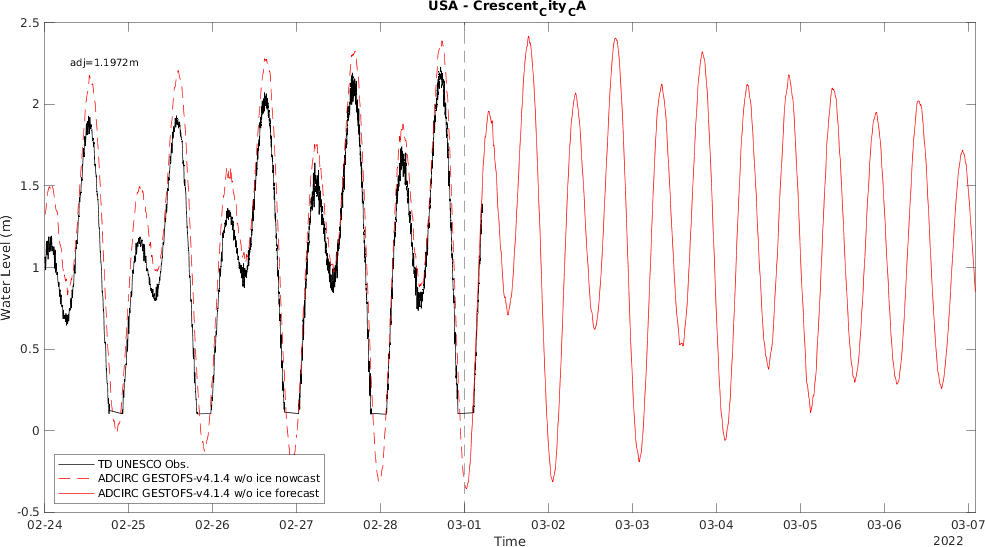 USA - Crescent_City_CA
2.5
adj=1.1972m
2
1.5
1
0.5
0
-0.5
Water Level (m)
TD UNESCO Obs.
ADCIRC GESTOFS-v4.1.4 w/o ice nowcast
ADCIRC GESTOFS-v4.1.4 w/o ice forecast
02-24 02-25 02-26 02-27 02-28 03-01 03-02 03-03 03-04 03-05 03-06 03-07
Time
2022